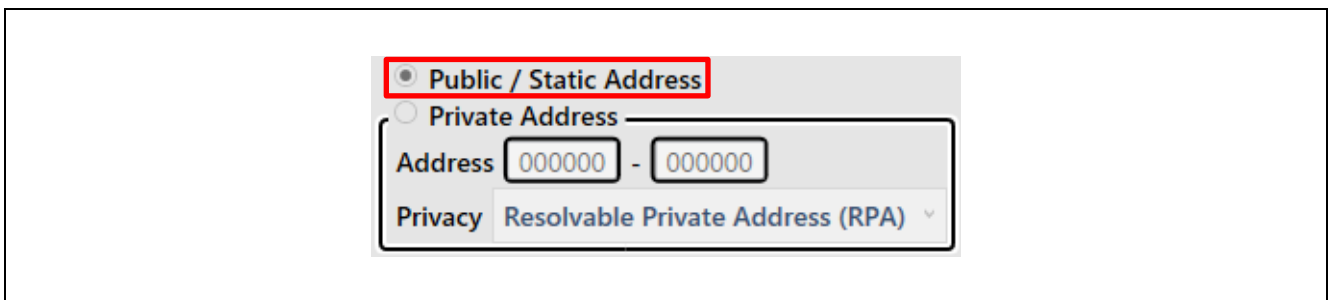 Public / Static Address
Private Address
Address 000000 - 000000
Privacy Resolvable Private Address (RPA)